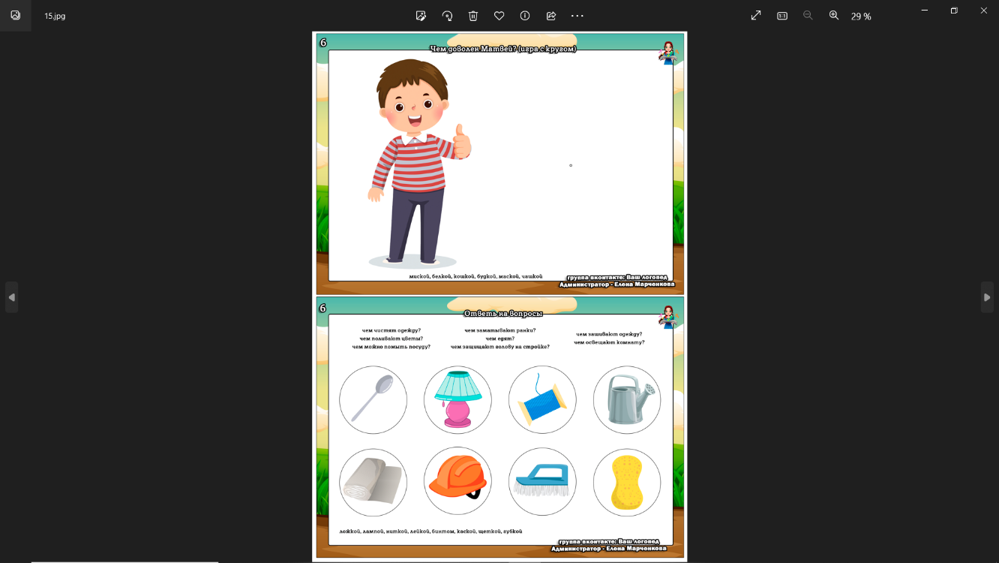 15.jpg
29 %
6
Чем доволен Матвей? (игра с кругом)
миской, белкой, кошкой, будкой, маской, чашкой
группа вконтакте: Ваш логопед
Администратор - Елена Марченкова
6
Ответь на вопросы
чем чистят одежду?
чем поливают цветы?
чем можно помыть посуду?
чем заматывают ранки?
чем едят?
чем защищают голову на стройке?
чем зашивают одежду?
чем освещают комнату?
ложкой, лампой, ниткой, лейкой, бинтом, каской, щеткой, губкой
группа вконтакте: Ваш логопед
Администратор - Елена Марченкова